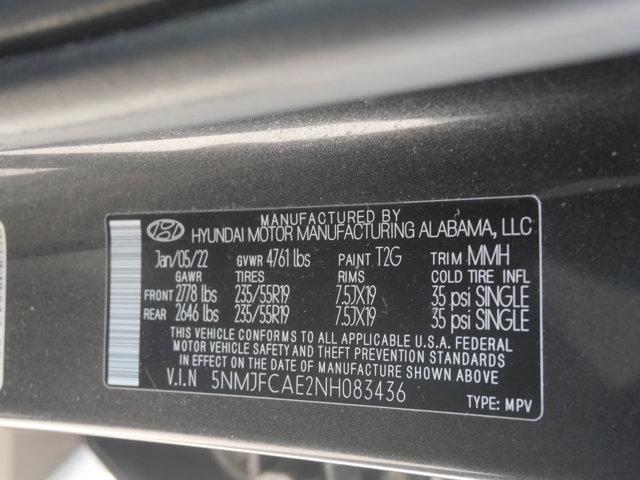 MANUFACTURED BY
HYUNDAI MOTOR MANUFACTURING ALABAMA, LLC
Jan/05/22 GVWR 4761 lbs PAINT T2G TRIM MMH
GAWR TIRES RIMS COLD TIRE INFL
FRONT 2778 lbs 235/55R19 7.5JX19 35 psi SINGLE
REAR 2646 lbs 235/55R19 7.5JX19 35 psi SINGLE
THIS VEHICLE CONFORMS TO ALL APPLICABLE U.S.A. FEDERAL
MOTOR VEHICLE SAFETY AND THEFT PREVENTION STANDARDS
IN EFFECT ON THE DATE OF MANUFACTURE SHOWN ABOVE
V.I.N 5NMJFCAE2NH083436
TYPE: MPV